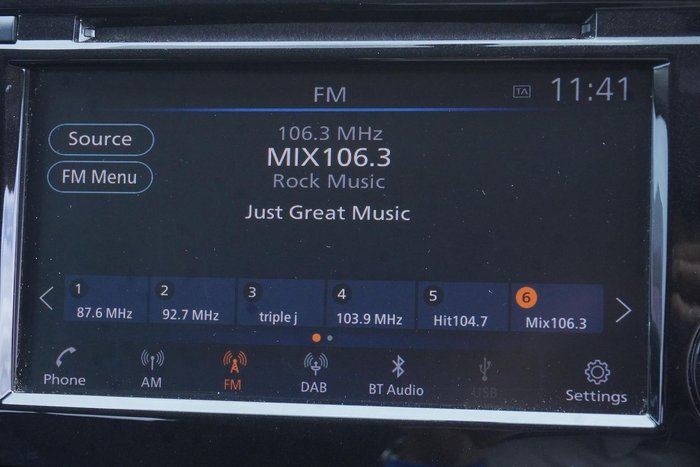 FM
TA
11:41
Source
106.3 MHz
MIX106.3
FM Menu
Rock Music
Just Great Music
1
2
3
4
5
6
87.6 MHz
92.7 MHz
triple j
103.9 MHz
Hit104.7
Mix106.3
Phone
AM
FM
DAB
BT Audio
USB
Settings